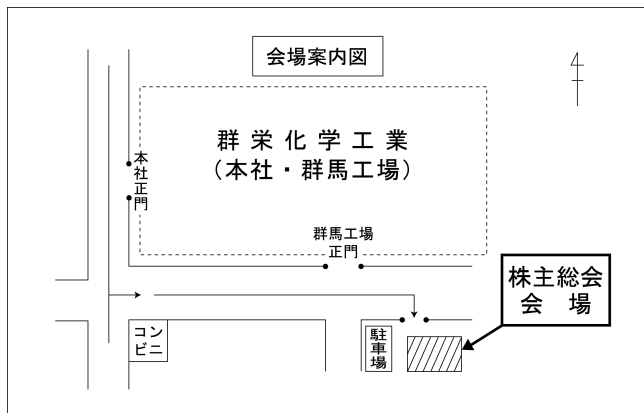 会場案内図
群栄化学工業
(本社・群馬工場)
本社正門
群馬工場
正門
株主総会
会場
コン
ビニ
駐車場